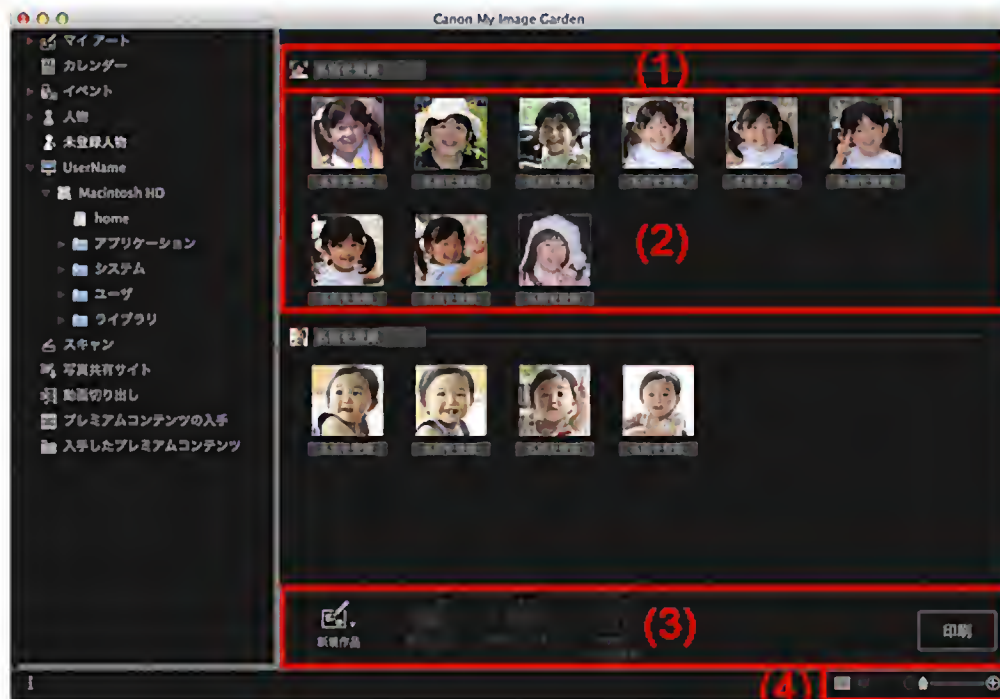 Canon My Image Garden
マイ アート
カレンダー
イベント
人物
未登録人物
UserName
Macintosh HD
home
アプリケーション
システム
ユーザ
ライブラリ
スキャン
写真共有サイト
動画切り出し
プレミアムコンテンツの入手
入手したプレミアムコンテンツ
(1)
(2)
(3)
新規作品
印刷
(4)